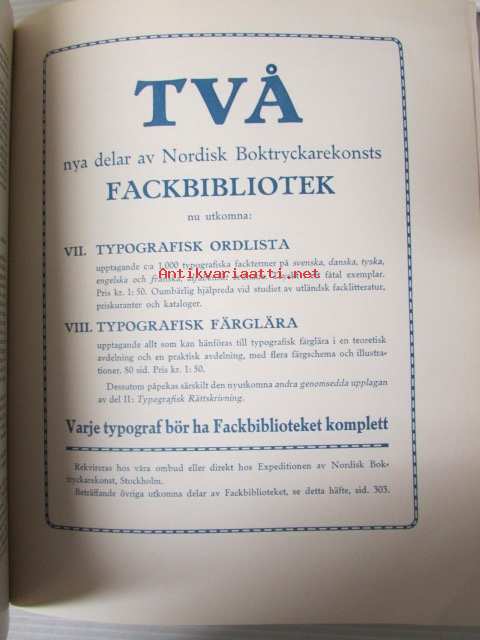 TVÅ
nya delar av Nordisk Boktryckarekonsts
FACKBIBLIOTEK
nu utkomna:
VII. TYPOGRAFISK ORDLISTA
upptagande c:a 1,000 typografiska facktermer på svenska, danska, tyska,
engelska och franska, fåtal exemplar.
Antikvariaatti.net
Pris kr. 1: 50. Oumbärlig hjälpreda vid studiet av utländsk facklitteratur,
priskuranter och kataloger.
VIII. TYPOGRAFISK FÄRGLÄRA
upptagande allt som kan hänföras till typografisk färglära i en teoretisk
avdelning och en praktisk avdelning, med flera färgschema och illustra-
tioner. 80 sid. Pris kr. 1: 50.
Dessutom påpekas särskilt den nyutkomna andra genomsedda upplagan
av del II: Typografisk Rättskrivning.
Varje typograf bör ha Fackbiblioteket komplett
Rekvireras hos våra ombud eller direkt hos Expeditionen av Nordisk Bok-
tryckarekonst, Stockholm.
Beträffande övriga utkomna delar av Fackbiblioteket, se detta häfte, sid. 303.